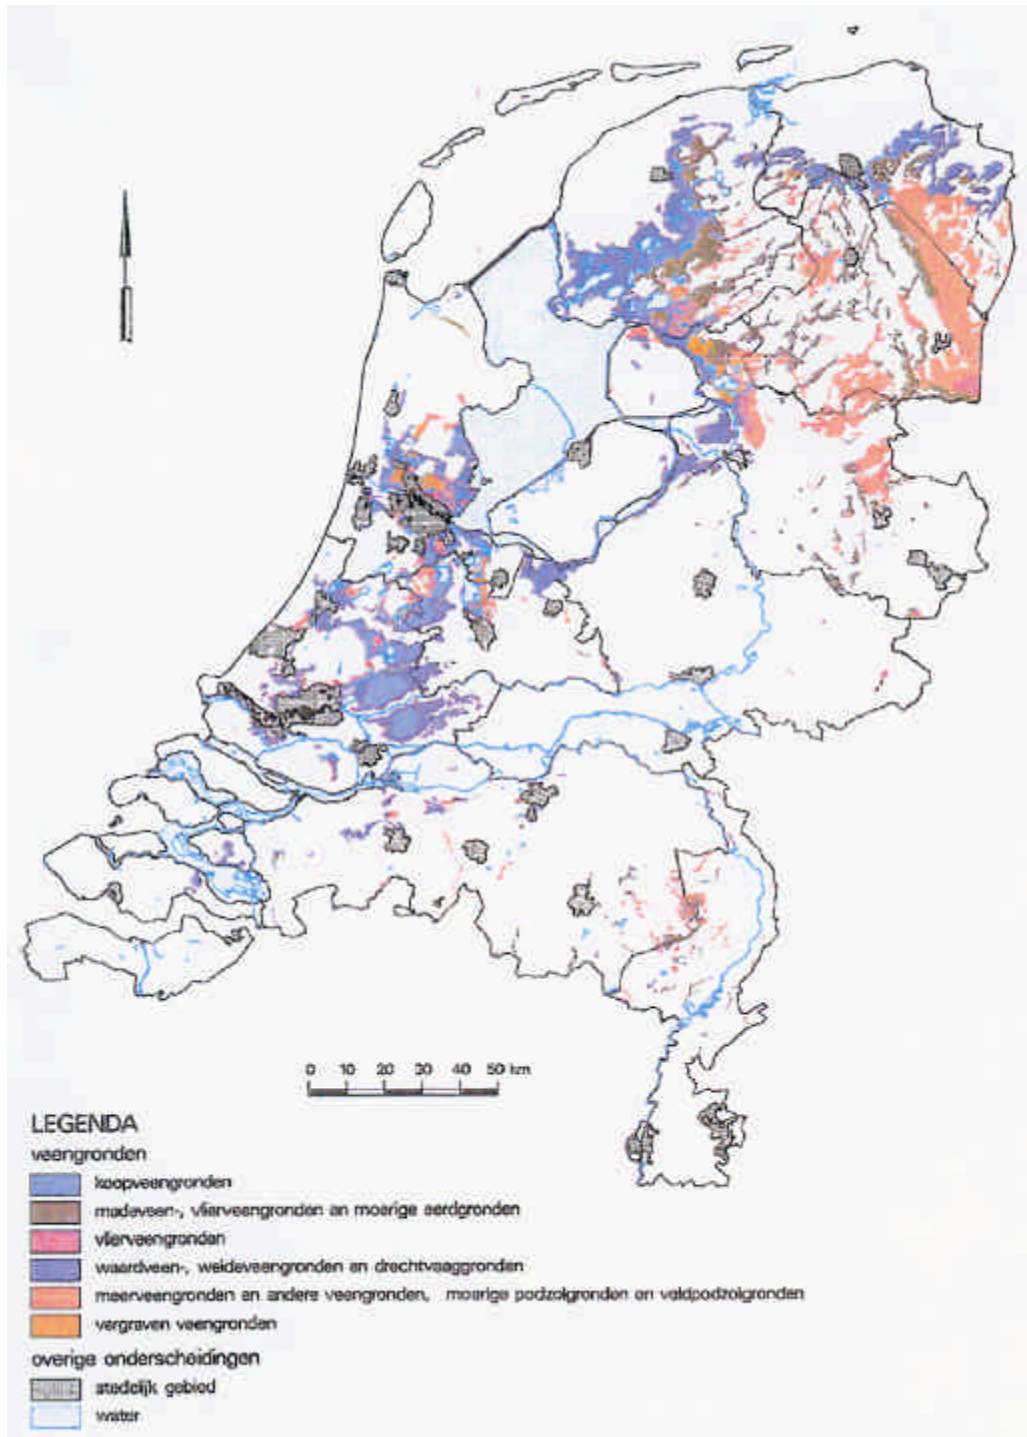 0 10 20 30 40 50 km
LEGENDA
veengronden
koopveengronden
madeveen-, vlierveengronden en moerige eerdgronden
vlierveengronden
waardveen-, weideveengronden en drechtvaaggronden
meerveengronden en andere veengronden, moerige podzolgronden en veldpodzolgronden
vergraven veengronden
overige onderscheidingen
stedelijk gebied
water